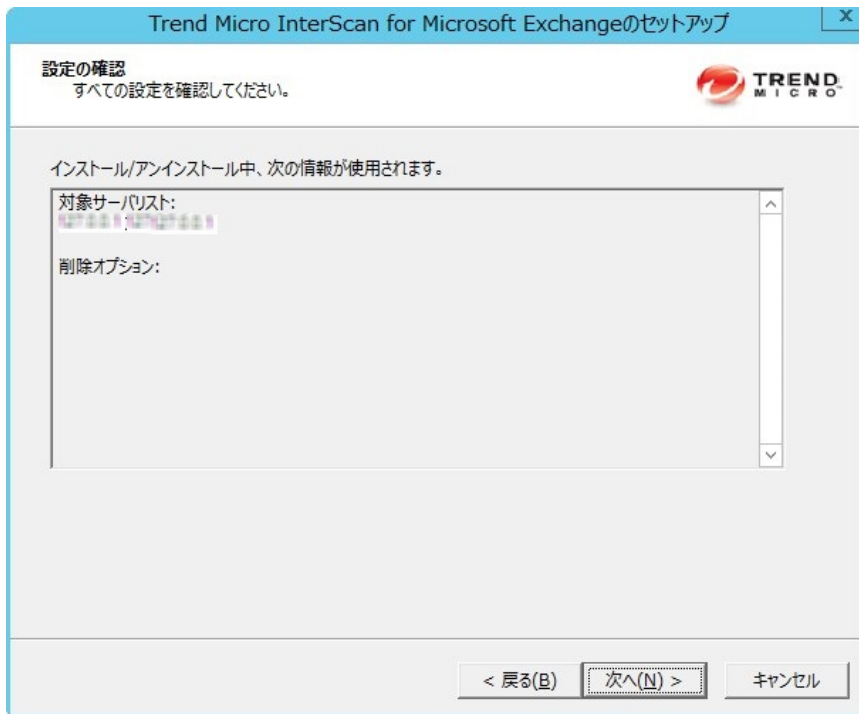 Trend Micro InterScan for Microsoft Exchangeのセットアップ
x
設定の確認
すべての設定を確認してください。
TREND
MICRO
インストール/アンインストール中、次の情報が使用されます。
対象サーバリスト:
削除オプション:
< 戻る(B)
次へ(N) >
キャンセル